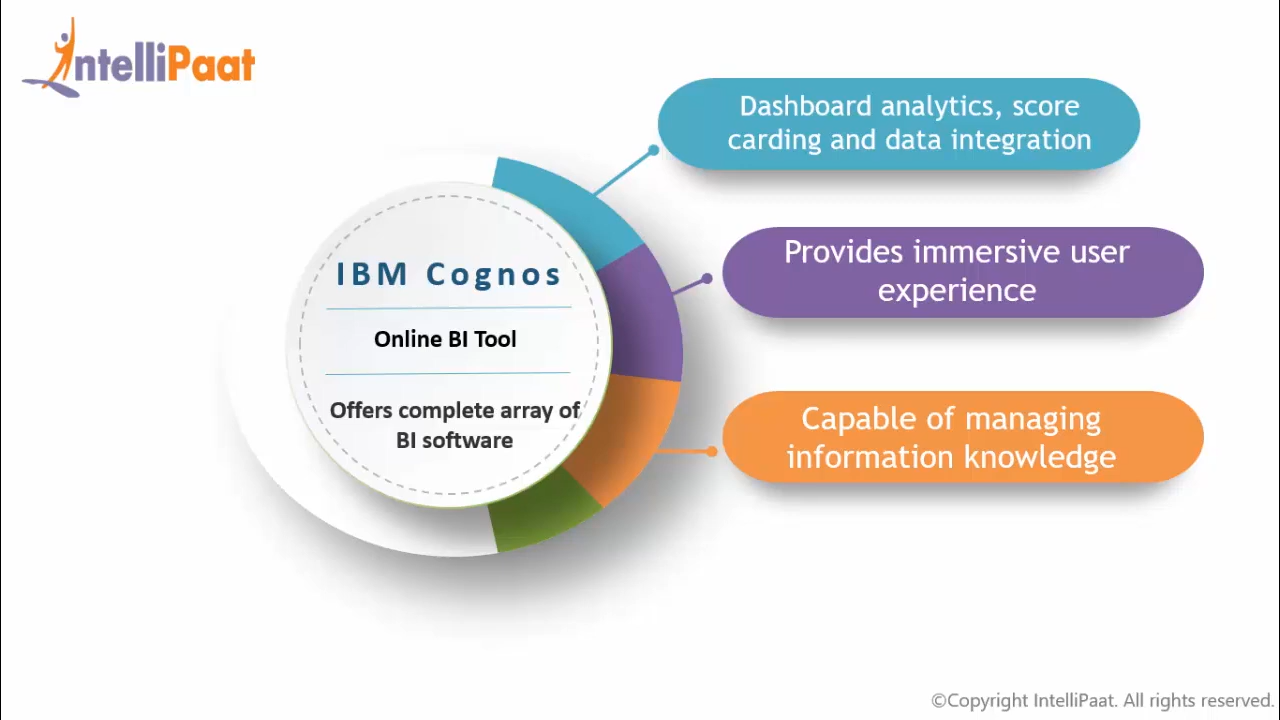 IntelliPaat
Dashboard analytics, score
carding and data integration
IBM Cognos
Online BI Tool
Offers complete array of
BI software
Provides immersive user
experience
Capable of managing
information knowledge
©Copyright IntelliPaat. All rights reserved.